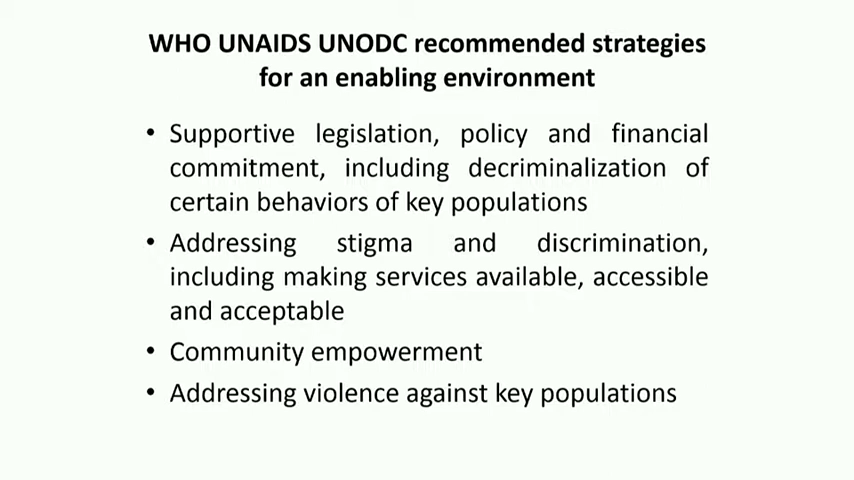 WHO UNAIDS UNODC recommended strategies
for an enabling environment
• Supportive legislation, policy and financial
commitment, including decriminalization of
certain behaviors of key populations
• Addressing stigma and discrimination,
including making services available, accessible
and acceptable
• Community empowerment
• Addressing violence against key populations